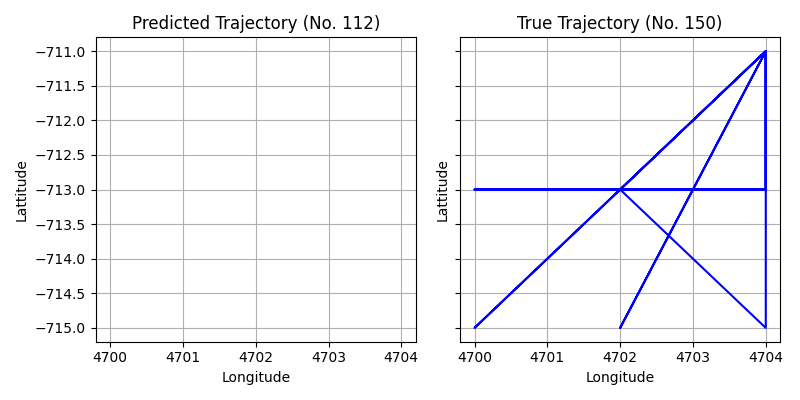 Predicted Trajectory (No. 112)
True Trajectory (No. 150)
−711.0
−711.5
−712.0
−712.5
−713.0
−713.5
−714.0
−714.5
−715.0
Lattitude
Lattitude
4700 4701 4702 4703 4704
4700 4701 4702 4703 4704
Longitude
Longitude